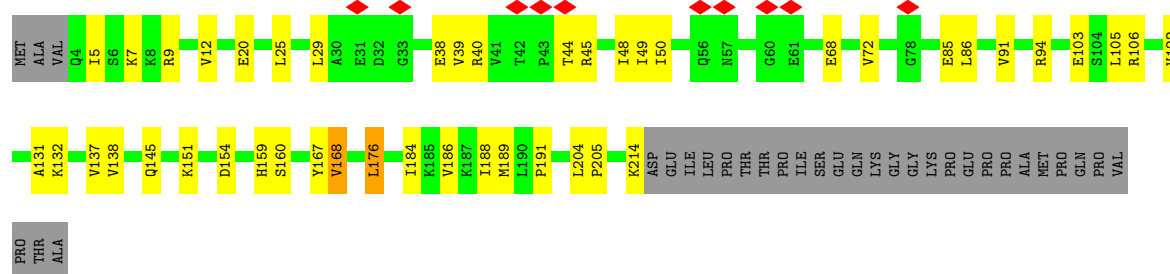 MET ALA VAL Q4 I5 S6 K7 K8 R9 V12 E20 L25 L29 A30 E31 D32 G33 E38 V39 R40 V41 T42 P43 T44 R45 I48 I49 I50 Q56 N57 G60 E61 E68 V72 G78 E85 L86 V91 R94 E103 S104 L105 R106
A131 K132 V137 V138 Q145 K151 D154 H159 S160 Y167 V168 L176 I184 K185 V186 K187 I188 M189 L190 P191 L204 P205 K214 ASP GLU ILE LEU PRO THR THR PRO ILE SER GLU GLN LYS GLY GLY LYS PRO GLU PRO PRO ALA MET PRO GLN PRO VAL
PRO THR ALA